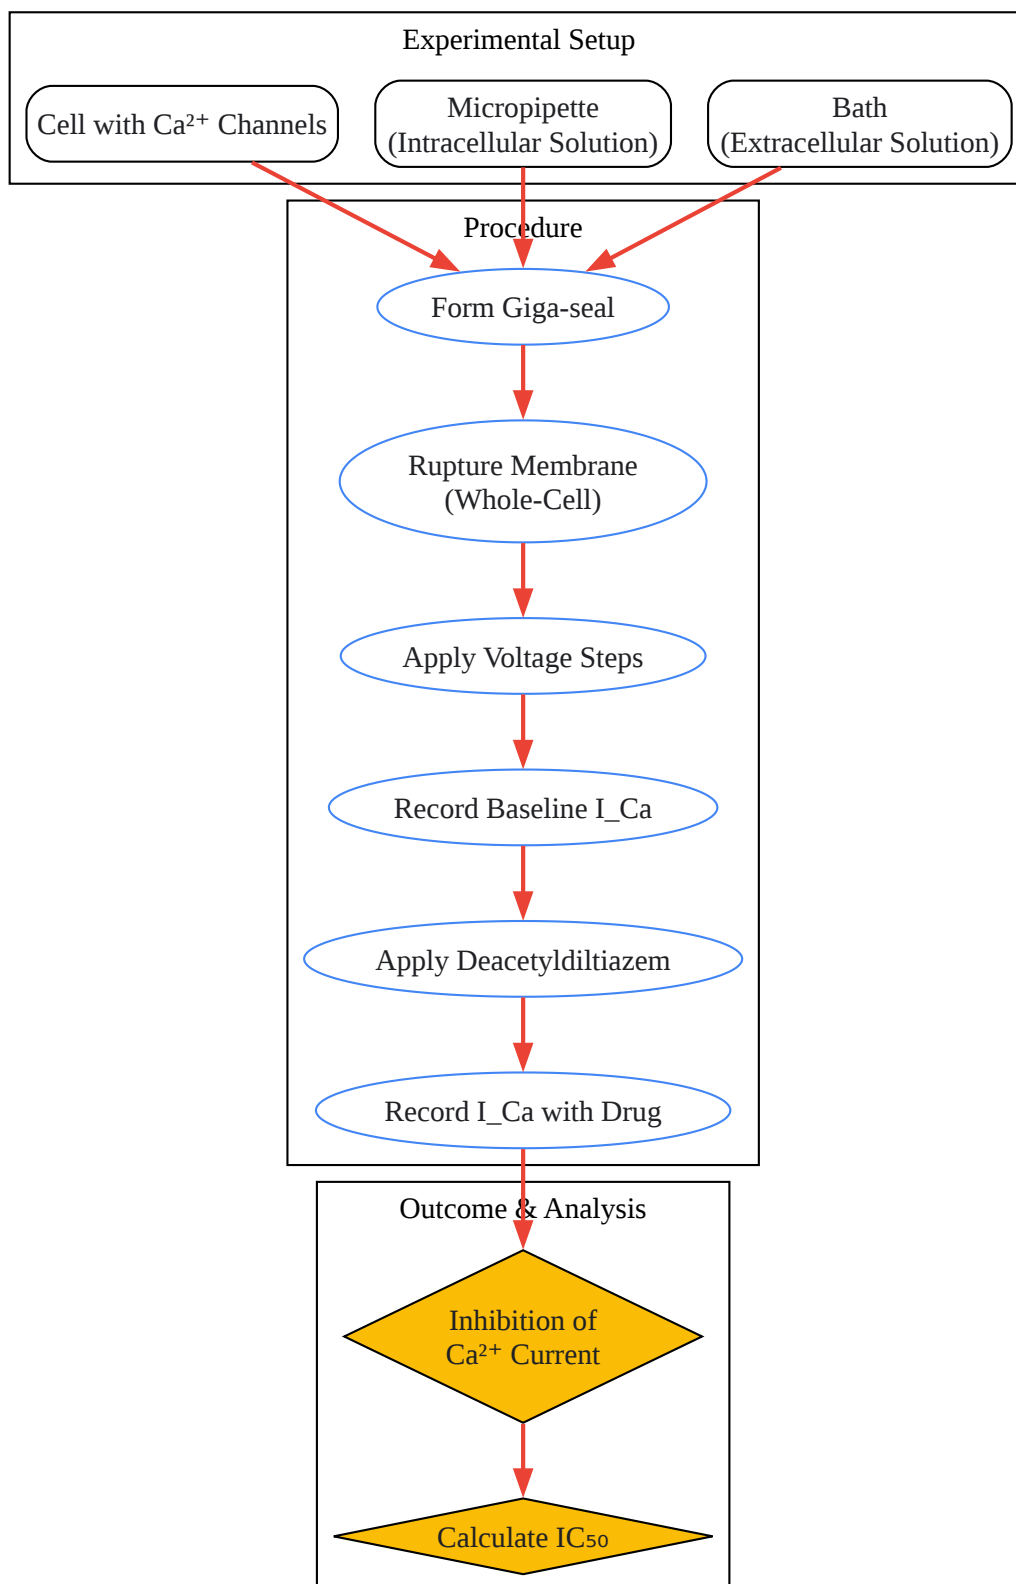 Experimental Setup
Cell with Ca²⁺ Channels
Micropipette
(Intracellular Solution)
Bath
(Extracellular Solution)
Procedure
Form Giga-seal
Rupture Membrane
(Whole-Cell)
Apply Voltage Steps
Record Baseline I_Ca
Apply Deacetyldiltiazem
Record I_Ca with Drug
Outcome & Analysis
Inhibition of
Ca²⁺ Current
Calculate IC₅₀